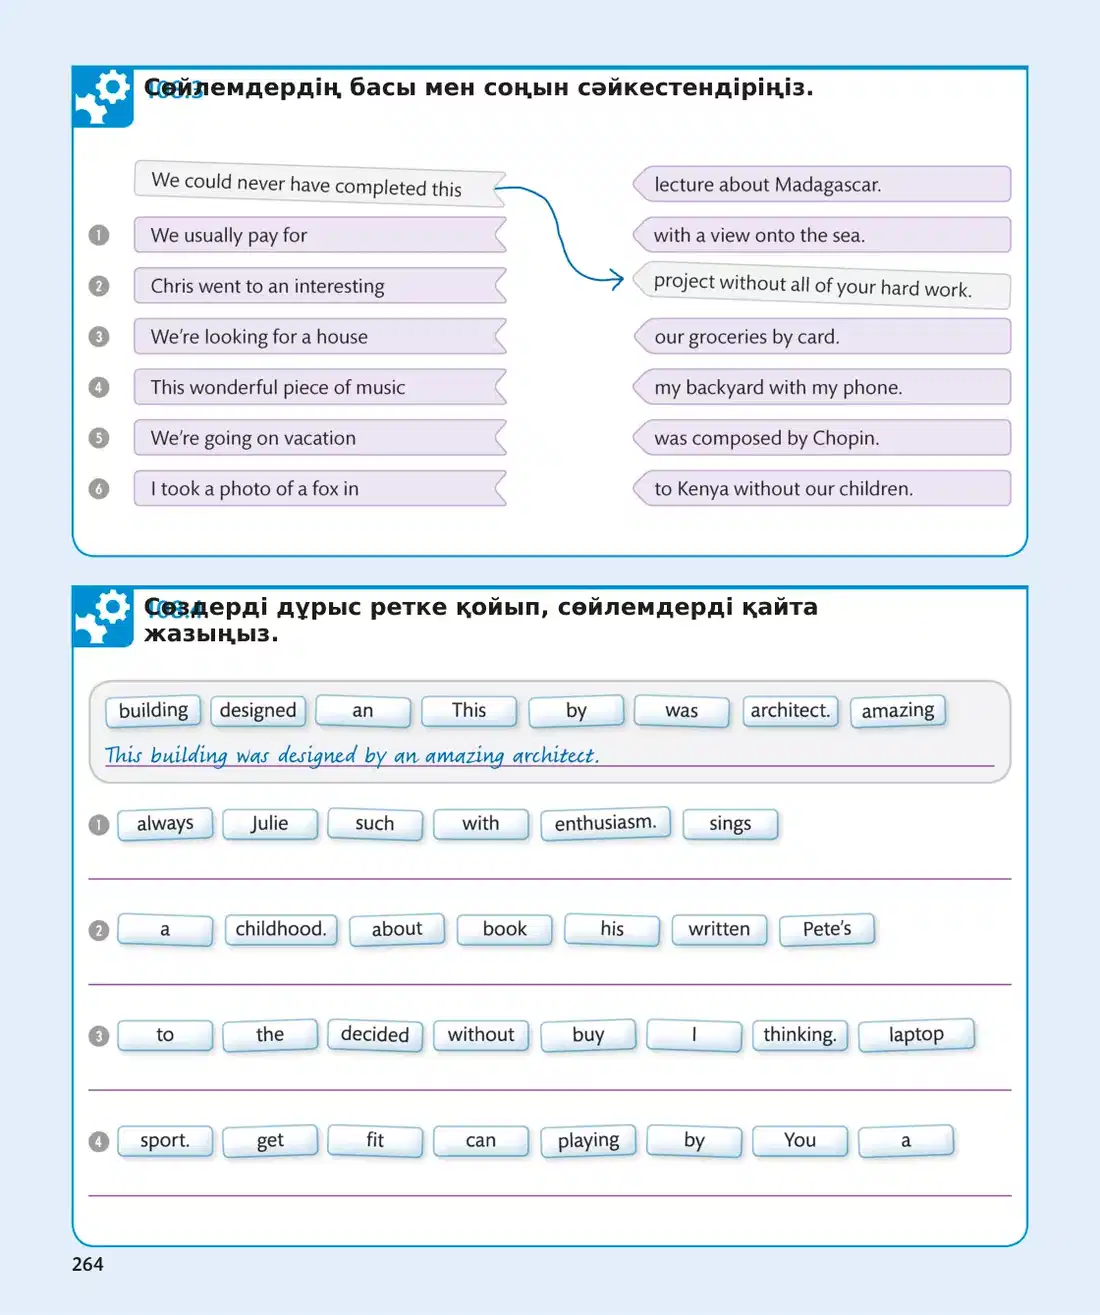 Сөйлемдердің басы мен соңын сәйкестендіріңіз.
We could never have completed this
lecture about Madagascar.
1 We usually pay for
with a view onto the sea.
2 Chris went to an interesting
project without all of your hard work.
3 We're looking for a house
our groceries by card.
4 This wonderful piece of music
my backyard with my phone.
5 We're going on vacation
was composed by Chopin.
6 I took a photo of a fox in
to Kenya without our children.
Сөздерді дұрыс ретке қойып, сөйлемдерді қайта
жазыңыз.
building designed an This by was architect. amazing
This building was designed by an amazing architect.
1 always Julie such with enthusiasm. sings
2 a childhood. about book his written Pete's
3 to the decided without buy I thinking. laptop
4 sport. get fit can playing by You a
264